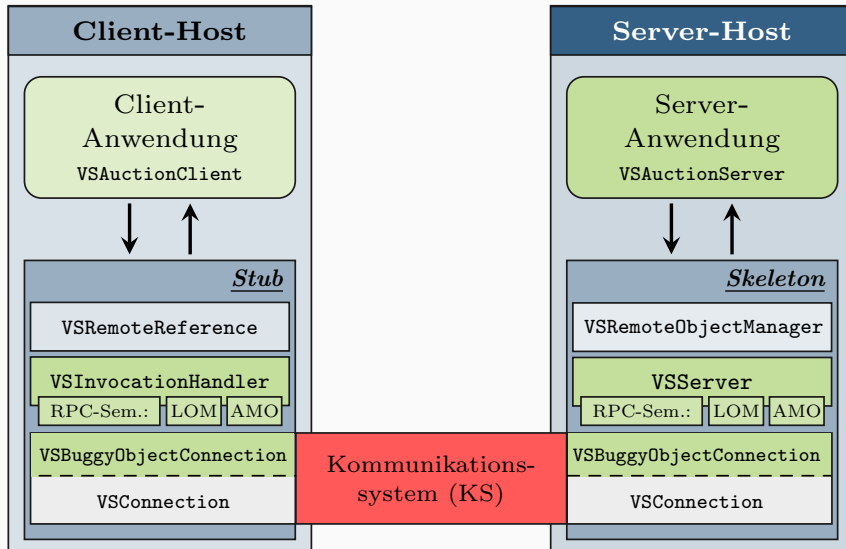 Client-Host
Client-
Anwendung
VSAuctionClient
Stub
VSRemoteReference
VSInvocationHandler
RPC-Sem.: LOM AMO
VSBuggyObjectConnection
VSConnection
Kommunikations-
system (KS)
Server-Host
Server-
Anwendung
VSAuctionServer
Skeleton
VSRemoteObjectManager
VSServer
RPC-Sem.: LOM AMO
VSBuggyObjectConnection
VSConnection